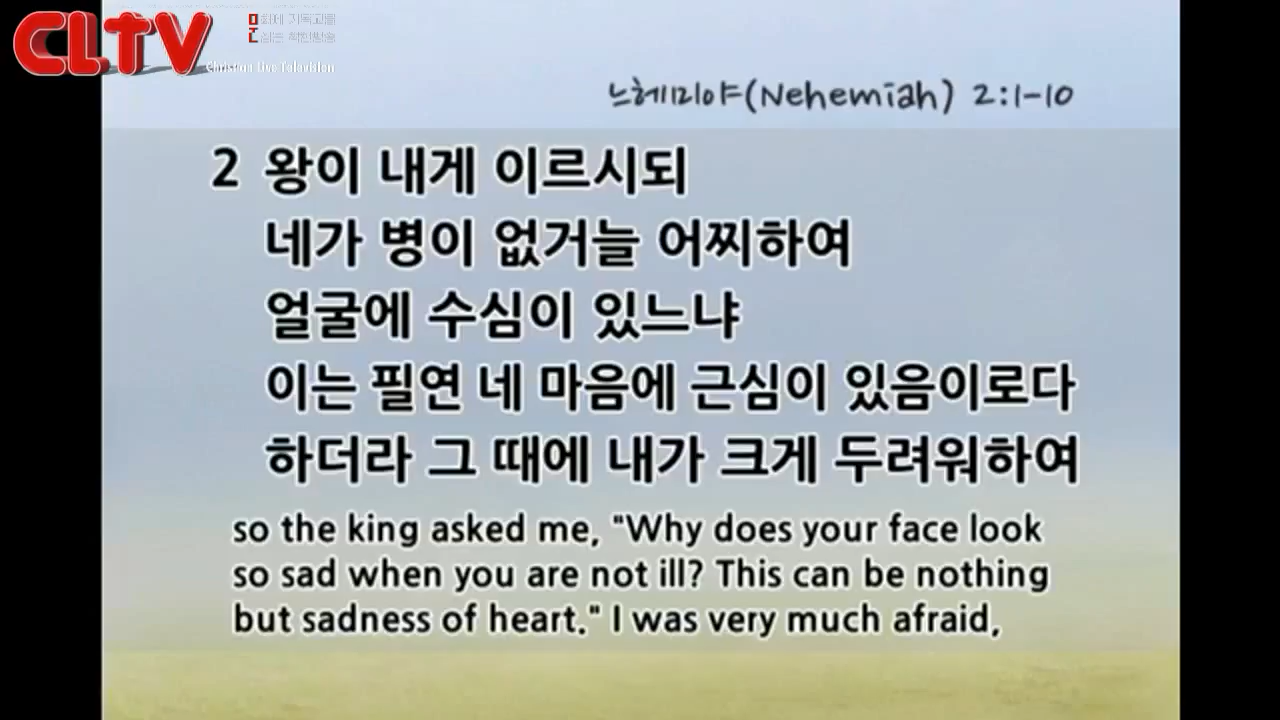 CLTV
Christian Live Television
느헤미야(Nehemiah) 2:1-10
2 왕이 내게 이르시되
네가 병이 없거늘 어찌하여
얼굴에 수심이 있느냐
이는 필연 네 마음에 근심이 있음이로다
하더라 그 때에 내가 크게 두려워하여
so the king asked me, "Why does your face look
so sad when you are not ill? This can be nothing
but sadness of heart." I was very much afraid,